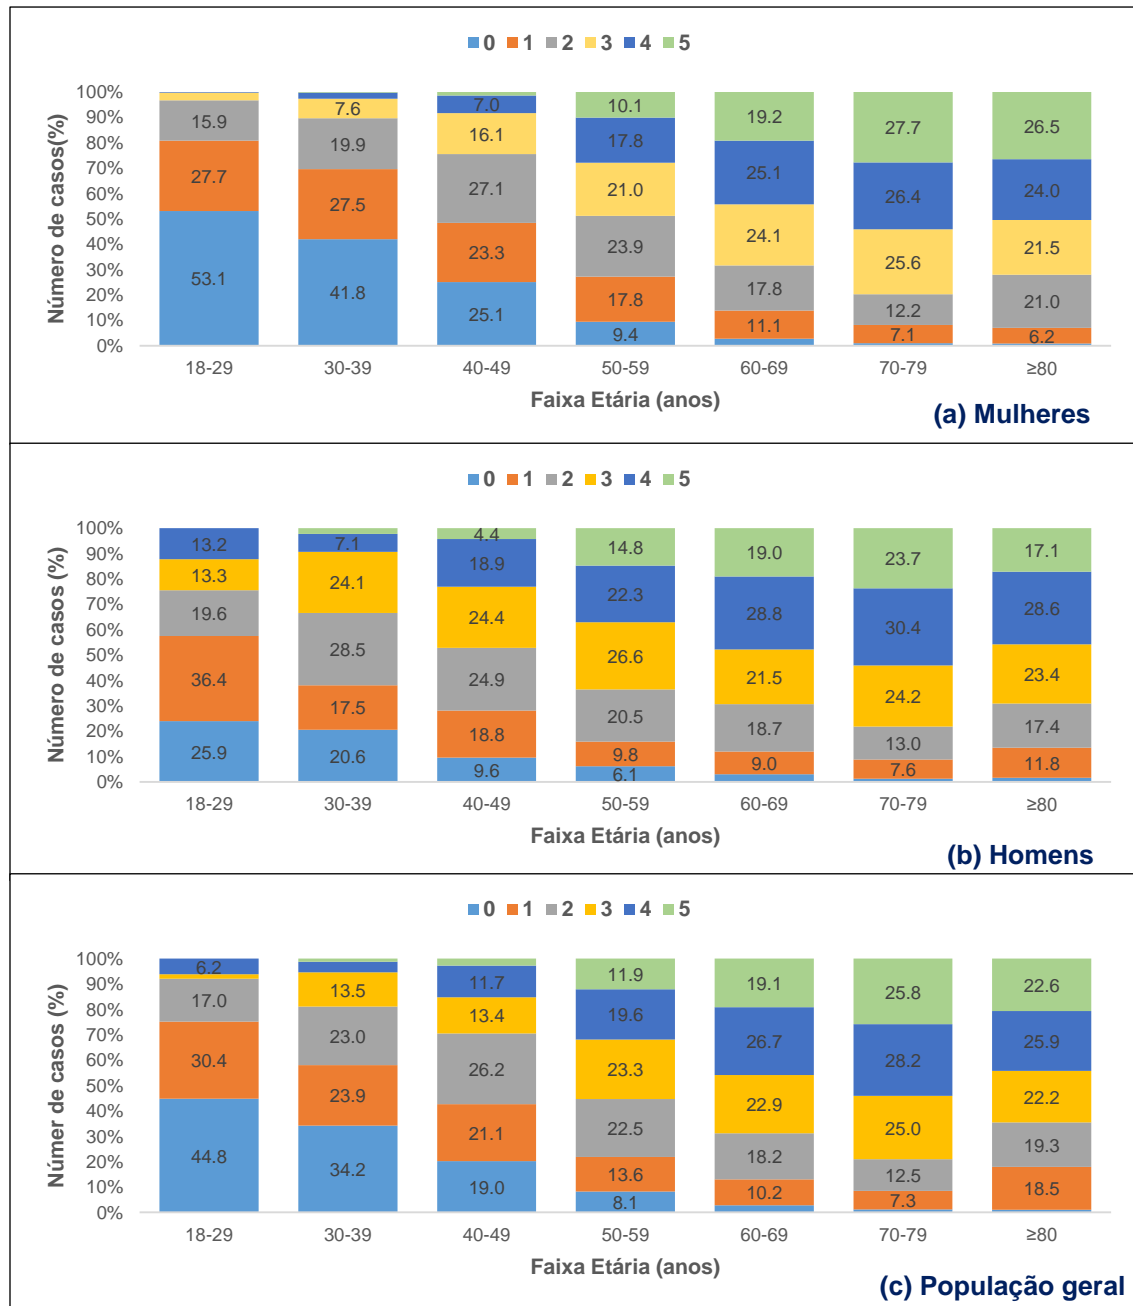 0 1 2 3 4 5
Número de casos(%)
100%
90%
80%
70%
60%
50%
40%
30%
20%
10%
0%
10.1 19.2 27.7 26.5
7.6 7.0 17.8 25.1 26.4 24.0
15.9 19.9 16.1 21.0 24.1 25.6 21.5
27.7 27.5 27.1 23.9 17.8 12.2 21.0
53.1 41.8 23.3 17.8 11.1 7.1 6.2
25.1 9.4
18-29 30-39 40-49 50-59 60-69 70-79 ≥80
Faixa Etária (anos)
(a) Mulheres
0 1 2 3 4 5
Número de casos (%)
100%
90%
80%
70%
60%
50%
40%
30%
20%
10%
0%
4.4 14.8 19.0 23.7 17.1
13.2 7.1 18.9 22.3 28.8 30.4 28.6
13.3 24.1 24.4 26.6 21.5 24.2 23.4
19.6 28.5 24.9 20.5 18.7 13.0 17.4
36.4 17.5 18.8 9.8 9.0 7.6 11.8
25.9 20.6 9.6 6.1
18-29 30-39 40-49 50-59 60-69 70-79 ≥80
Faixa Etária (anos)
(b) Homens
0 1 2 3 4 5
Númer de casos (%)
100%
90%
80%
70%
60%
50%
40%
30%
20%
10%
0%
11.9 19.1 25.8 22.6
6.2 11.7 19.6 26.7 28.2 25.9
13.5 13.4 23.3 22.9 25.0 22.2
17.0 23.0 26.2 22.5 18.2 12.5 19.3
30.4 23.9 21.1 13.6 10.2 7.3 18.5
44.8 34.2 19.0 8.1
18-29 30-39 40-49 50-59 60-69 70-79 ≥80
Faixa Etária (anos)
(c) População geral